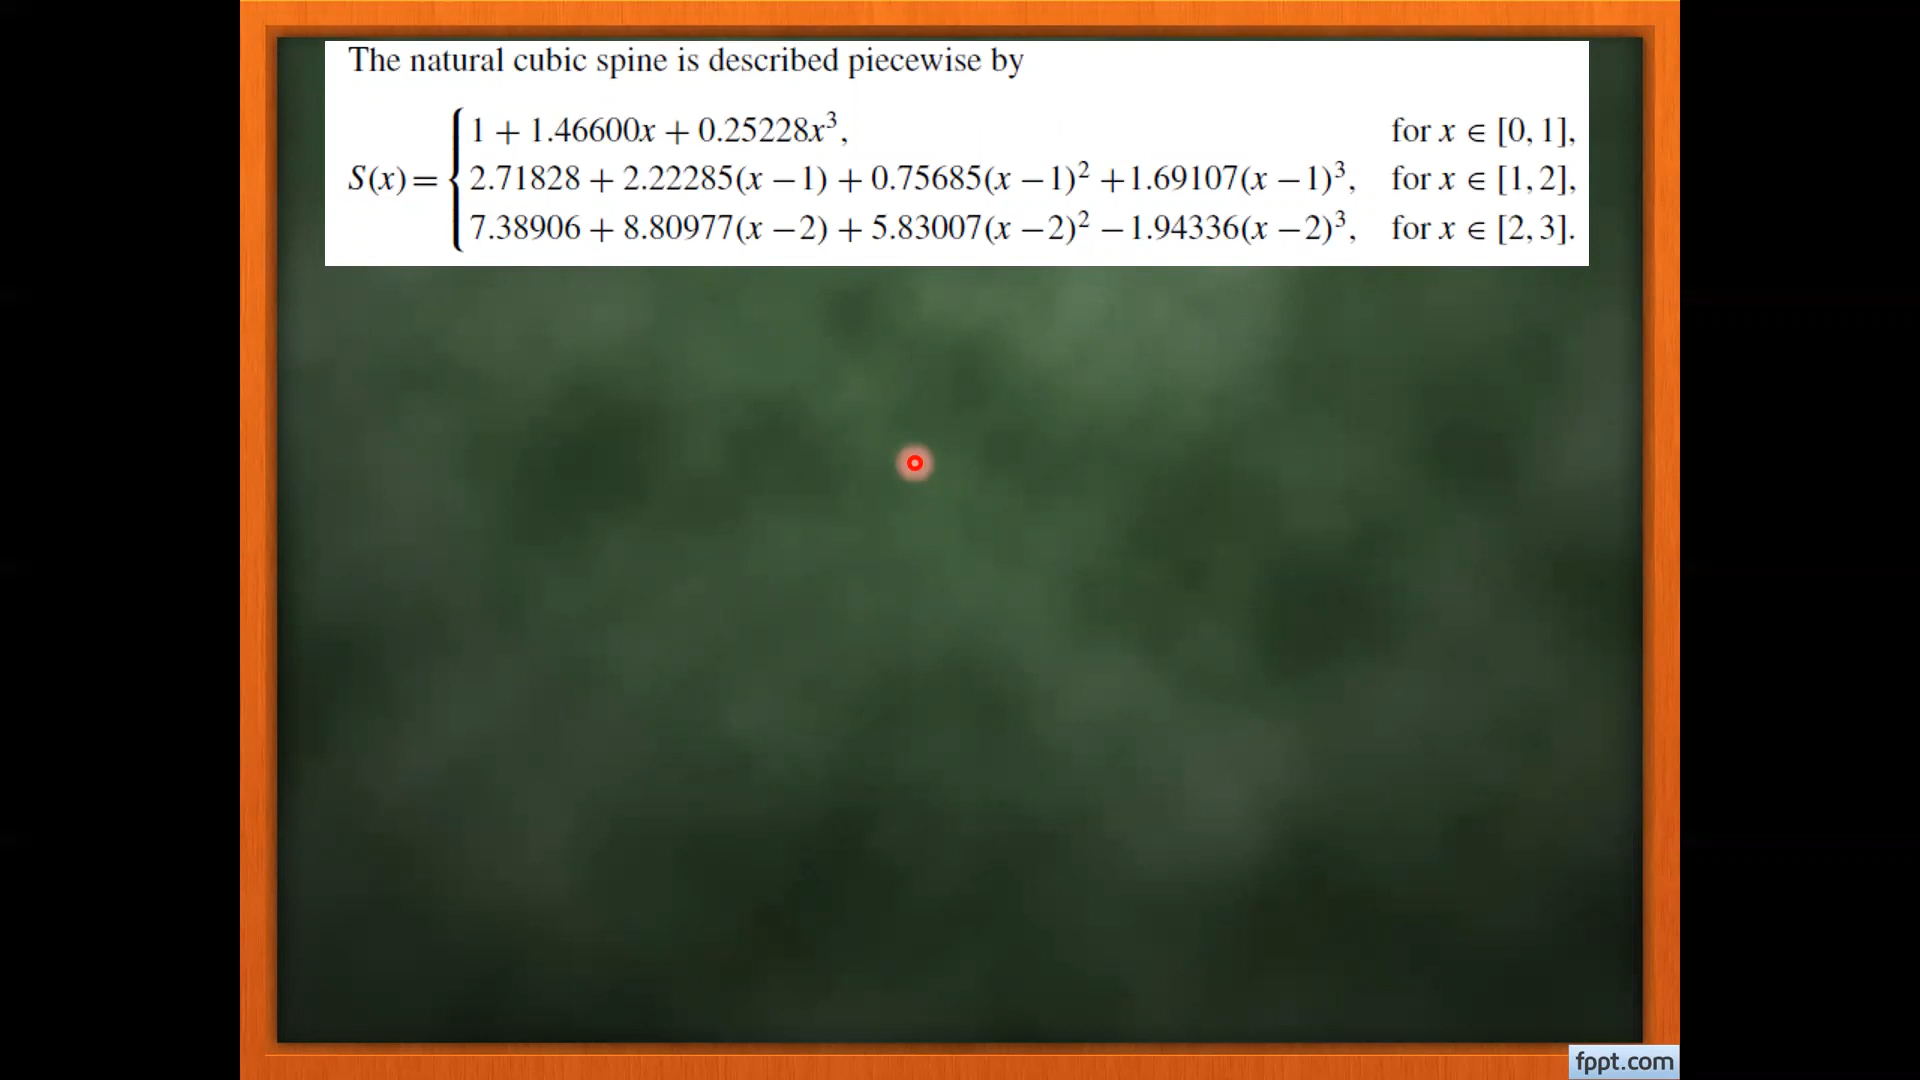 The natural cubic spine is described piecewise by
1 + 1.46600x + 0.25228x³, for x ∈ [0, 1],
S(x) = { 2.71828 + 2.22285(x − 1) + 0.75685(x − 1)² + 1.69107(x − 1)³, for x ∈ [1, 2],
7.38906 + 8.80977(x − 2) + 5.83007(x − 2)² − 1.94336(x − 2)³, for x ∈ [2, 3].
fppt.com